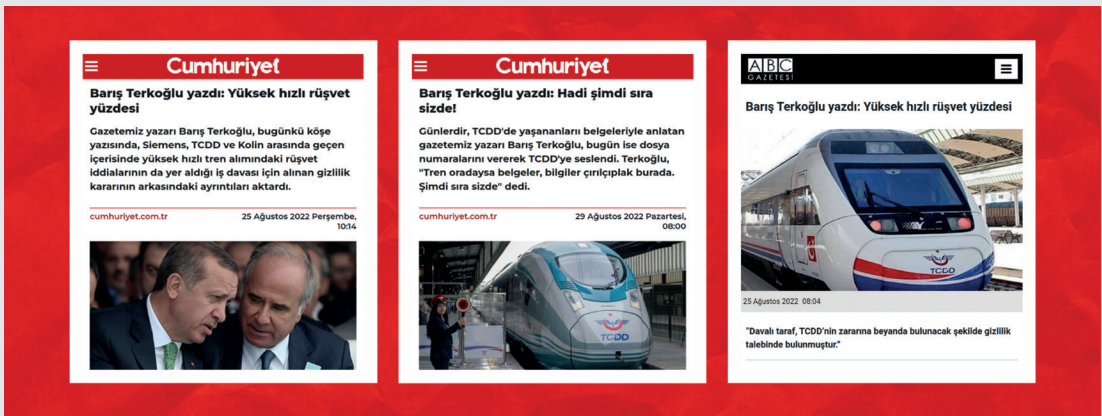 Cumhuriyet
Barış Terkoğlu yazdı: Yüksek hızlı rüşvet
yüzdesi
Gazetemiz yazarı Barış Terkoğlu, bugünkü köşe
yazısında, Siemens, TCDD ve Kolin arasında geçen
içerisinde yüksek hızlı tren alımındaki rüşvet
iddialarının da yer aldığı iş davası için alınan gizlilik
kararının arkasındaki ayrıntıları aktardı.
cumhuriyet.com.tr
25 Ağustos 2022 Perşembe,
10:14
Cumhuriyet
Barış Terkoğlu yazdı: Hadi şimdi sıra
sizde!
Günlerdir, TCDD'de yaşananlarıı belgeleriyle anlatan
gazetemiz yazarı Barış Terkoğlu, bugün ise dosya
numaralarını vererek TCDD'ye seslendi. Terkoğlu,
"Tren oradaysa belgeler, bilgiler çırılçıplak burada.
Şimdi sıra sizde" dedi.
cumhuriyet.com.tr
29 Ağustos 2022 Pazartesi,
08:00
TCDD
ABC
GAZETESİ
Barış Terkoğlu yazdı: Yüksek hızlı rüşvet yüzdesi
TCDD
25 Ağustos 2022 08:04
"Davalı taraf, TCDD'nin zararına beyanda bulunacak şekilde gizlilik
talebinde bulunmuştur."